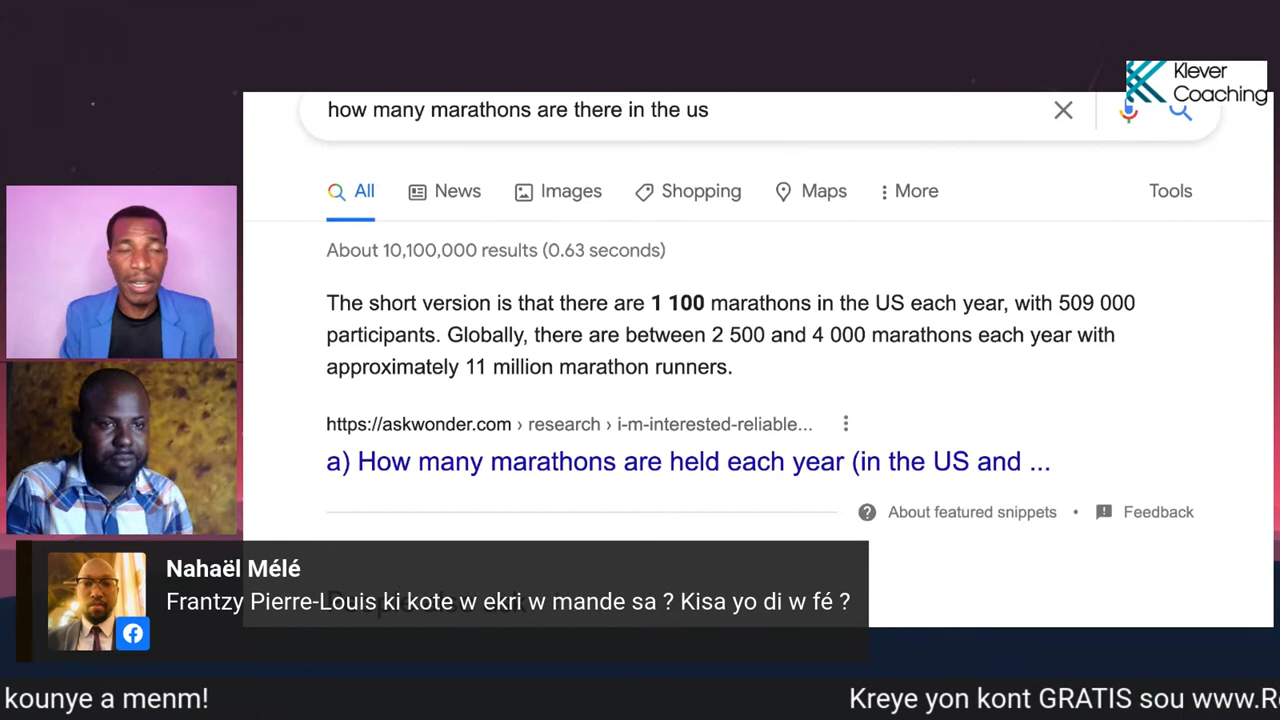 Klever
Coaching
how many marathons are there in the us
All News Images Shopping Maps More Tools
About 10,100,000 results (0.63 seconds)
The short version is that there are 1 100 marathons in the US each year, with 509 000
participants. Globally, there are between 2 500 and 4 000 marathons each year with
approximately 11 million marathon runners.
https://askwonder.com › research › i-m-interested-reliable...
a) How many marathons are held each year (in the US and ...
About featured snippets • Feedback
Nahaël Mélé
Frantzy Pierre-Louis ki kote w ekri w mande sa ? Kisa yo di w fé ?
kounye a menm! Kreye yon kont GRATIS sou www.R